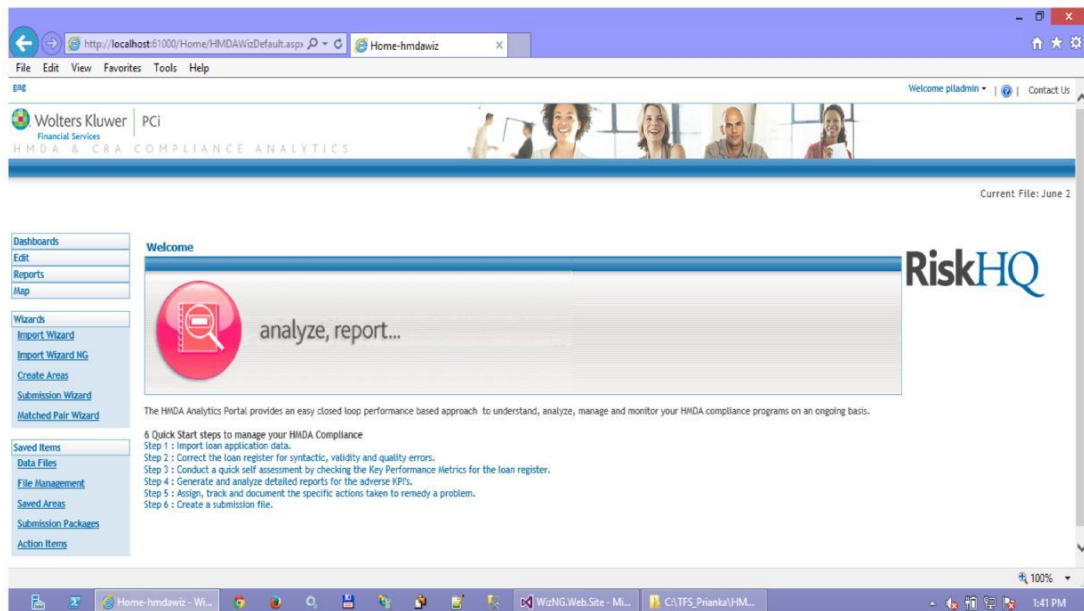 http://localhost:61000/Home/HMDAWizDefault.aspx
Home-hmdawiz
File Edit View Favorites Tools Help
gag
Welcome pliadmin
Contact Us
Wolters Kluwer
Financial Services
PCi
HMDA & CRA COMPLIANCE ANALYTICS
Current File: June 2
Dashboards
Edit
Reports
Map
Wizards
Import Wizard
Import Wizard NG
Create Areas
Submission Wizard
Matched Pair Wizard
Saved Items
Data Files
File Management
Saved Areas
Submission Packages
Action Items
Welcome
analyze, report...
RiskHQ
The HMDA Analytics Portal provides an easy closed loop performance based approach to understand, analyze, manage and monitor your HMDA compliance programs on an ongoing basis.
6 Quick Start steps to manage your HMDA Compliance
Step 1 : Import loan application data.
Step 2 : Correct the loan register for syntactic, validity and quality errors.
Step 3 : Conduct a quick self assessment by checking the Key Performance Metrics for the loan register.
Step 4 : Generate and analyze detailed reports for the adverse KPI's.
Step 5 : Assign, track and document the specific actions taken to remedy a problem.
Step 6 : Create a submission file.
100%
Home-hmdawiz - Wi...
WizNG.Web.Site - Mi...
C:\TFS_Prianka\HM...
1:41 PM